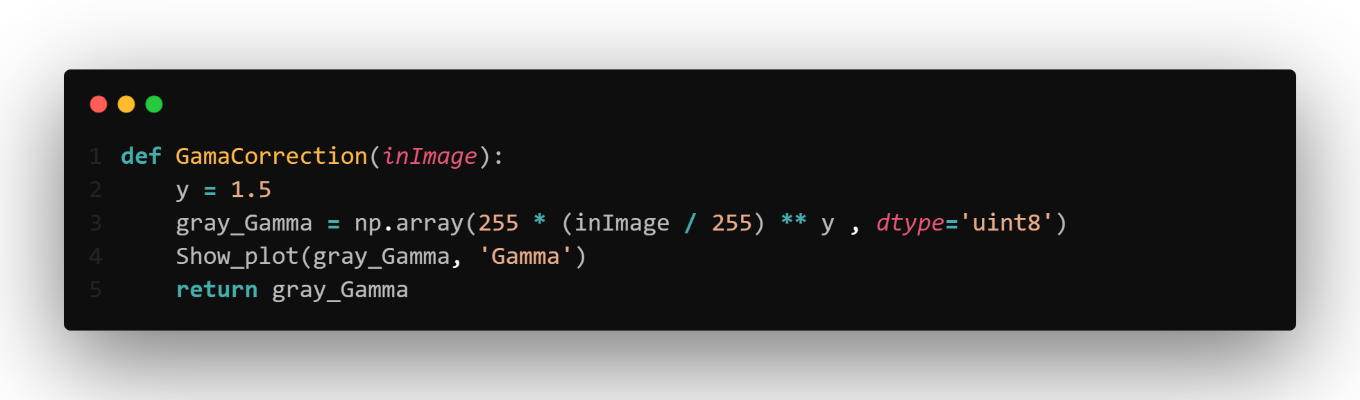 1 def GamaCorrection(inImage):
2     y = 1.5
3     gray_Gamma = np.array(255 * (inImage / 255) ** y , dtype='uint8')
4     Show_plot(gray_Gamma, 'Gamma')
5     return gray_Gamma